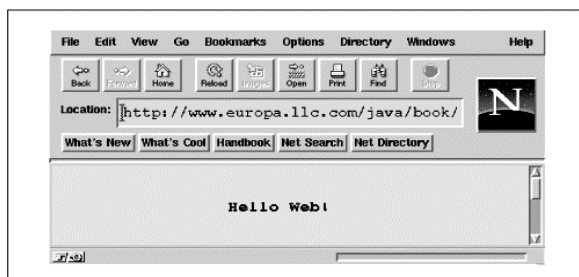 File Edit View Go Bookmarks Options Directory Windows Help
Back Forward Home Reload Images Open Print Find Stop
Location: http://www.europa.llc.com/java/book/
N
What's New What's Cool Handbook Net Search Net Directory
Hello Web!